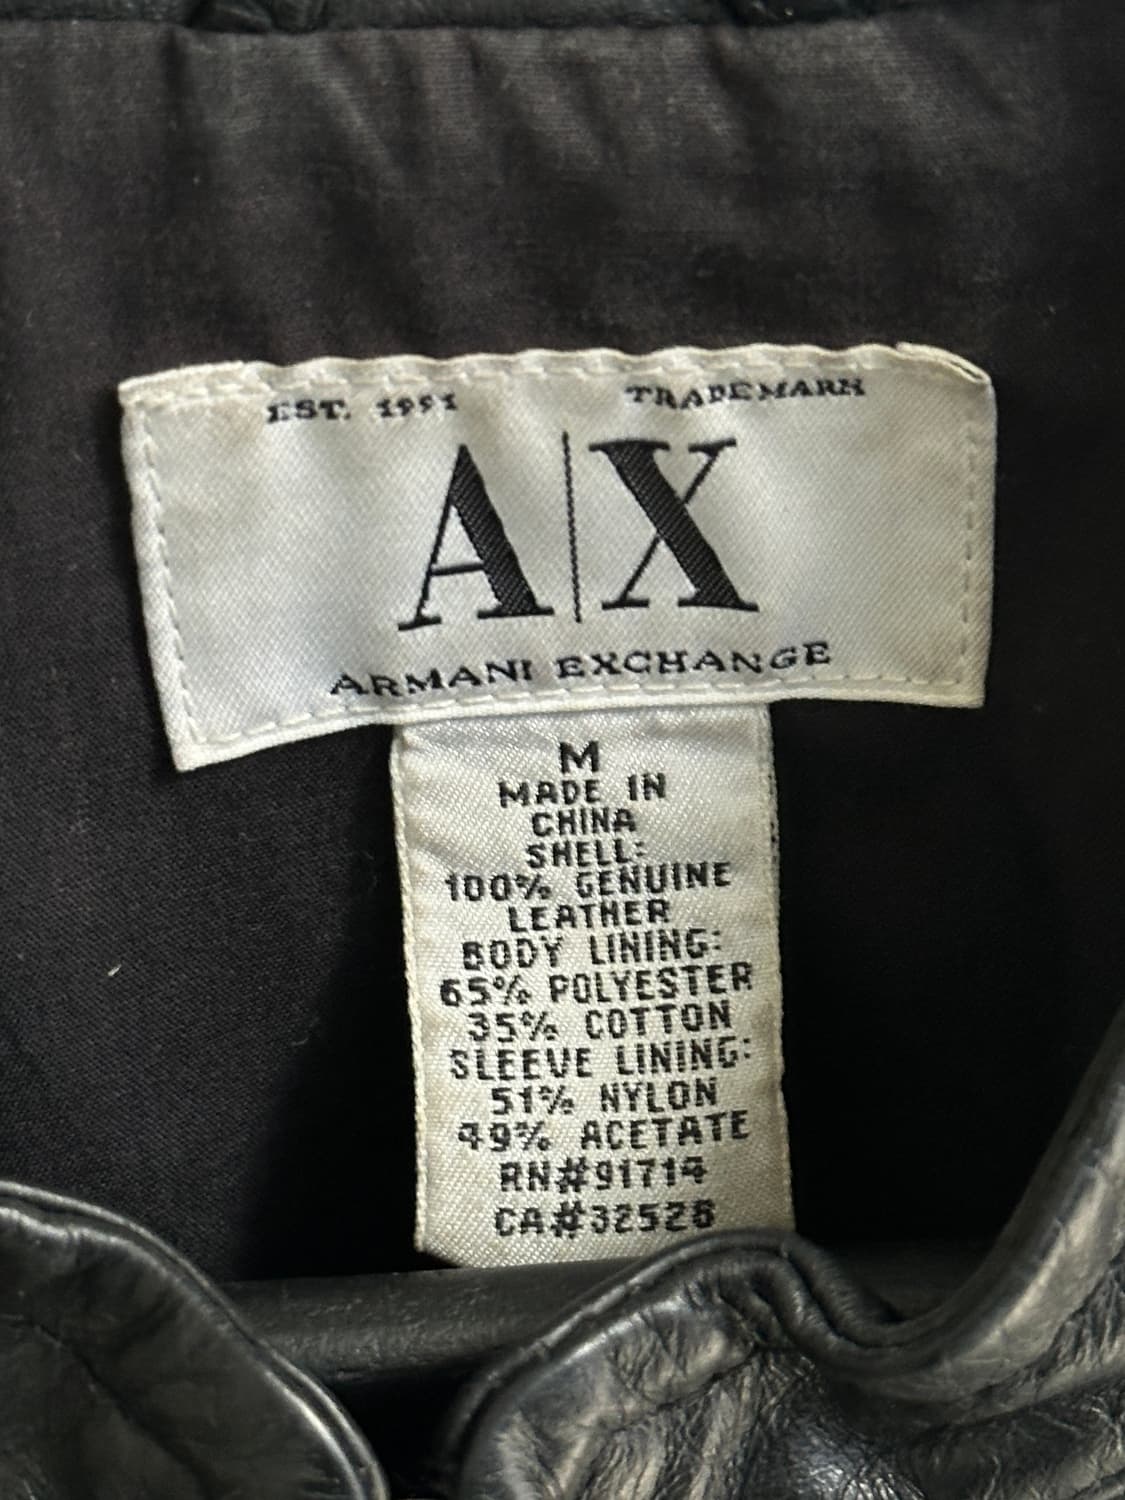 EST. 1991 TRADEMARK
A|X
ARMANI EXCHANGE
M
MADE IN
CHINA
SHELL:
100% GENUINE
LEATHER
BODY LINING:
65% POLYESTER
35% COTTON
SLEEVE LINING:
51% NYLON
49% ACETATE
RN#91714
CA#32526